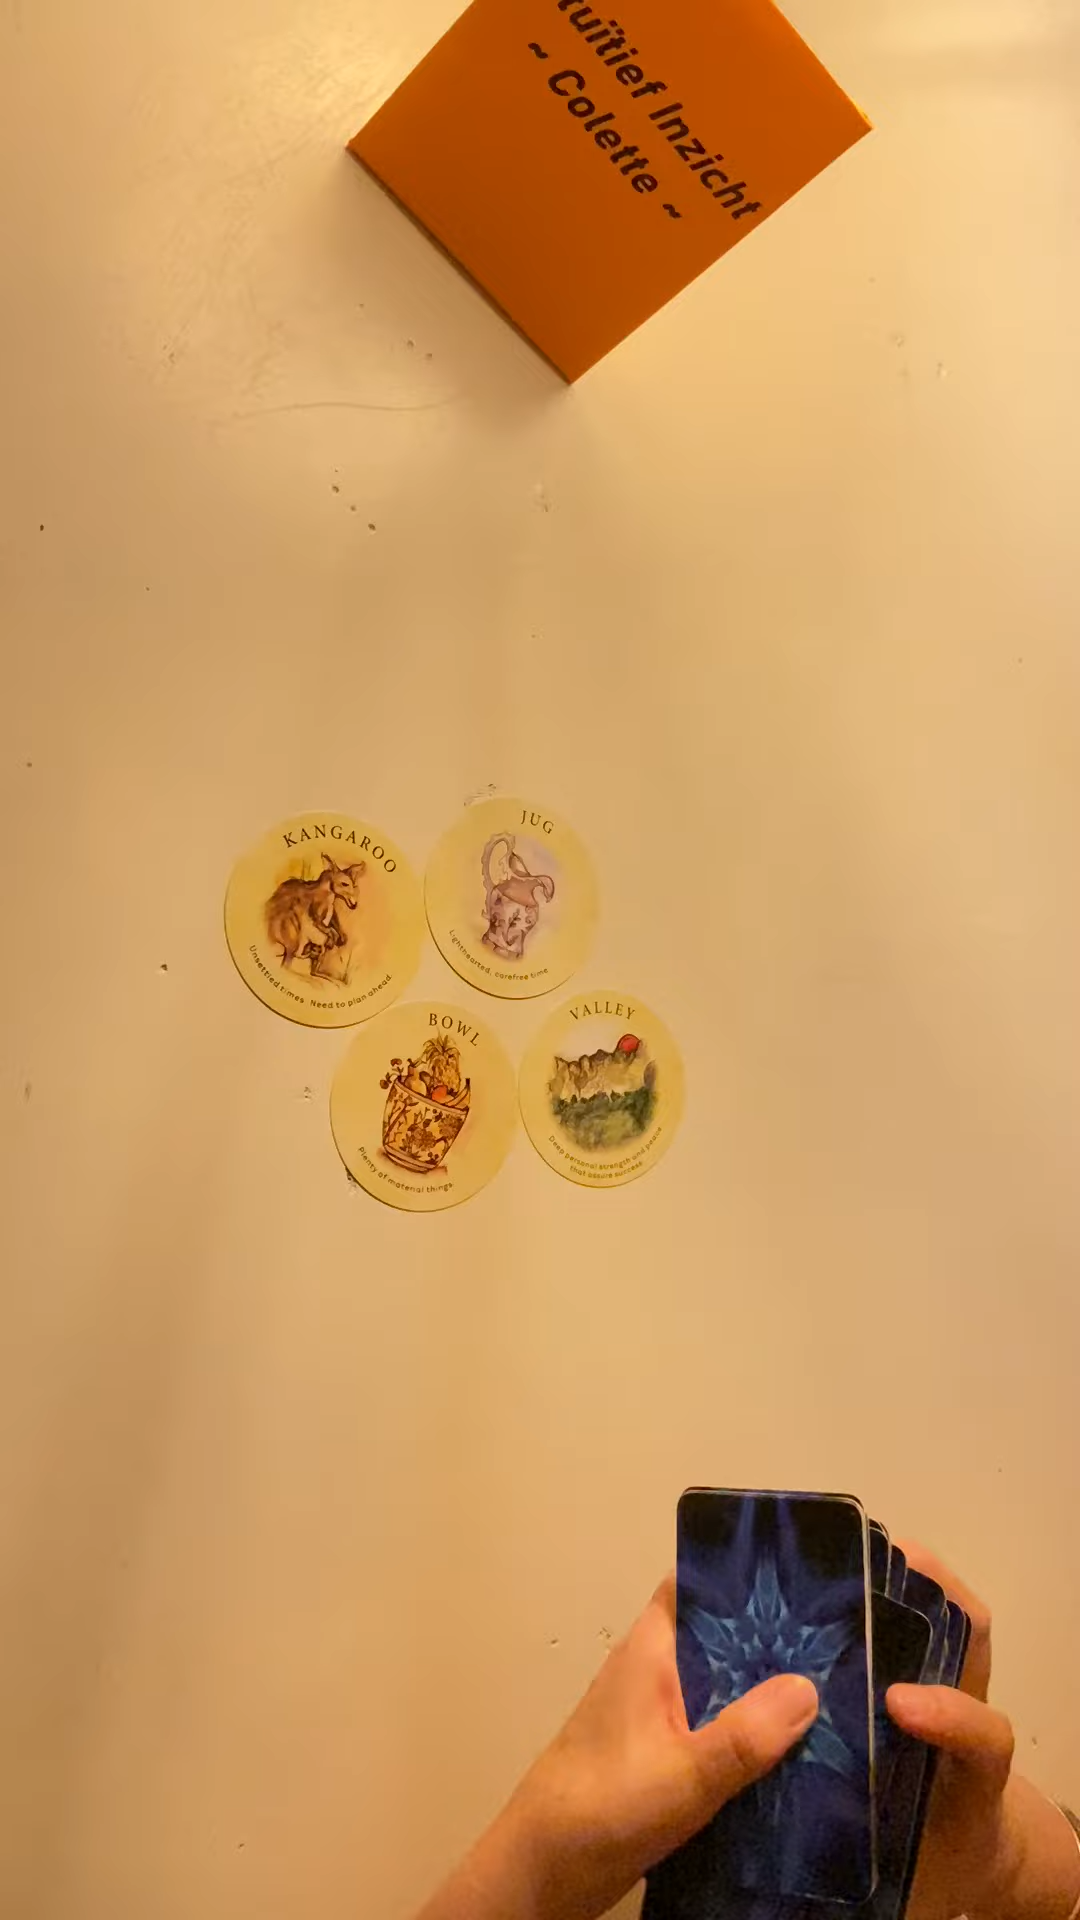 tuïtief Inzicht
~ Colette ~
KANGAROO
Unsettled times. Need to plan ahead.
JUG
Lighthearted, carefree time
BOWL
Plenty of material things.
VALLEY
Deep personal strength and peace
that assure success